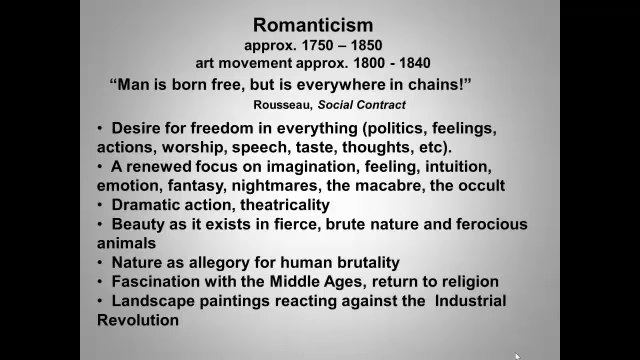 Romanticism
approx. 1750 – 1850
art movement approx. 1800 - 1840
“Man is born free, but is everywhere in chains!”
Rousseau, Social Contract
• Desire for freedom in everything (politics, feelings,
actions, worship, speech, taste, thoughts, etc).
• A renewed focus on imagination, feeling, intuition,
emotion, fantasy, nightmares, the macabre, the occult
• Dramatic action, theatricality
• Beauty as it exists in fierce, brute nature and ferocious
animals
• Nature as allegory for human brutality
• Fascination with the Middle Ages, return to religion
• Landscape paintings reacting against the Industrial
Revolution